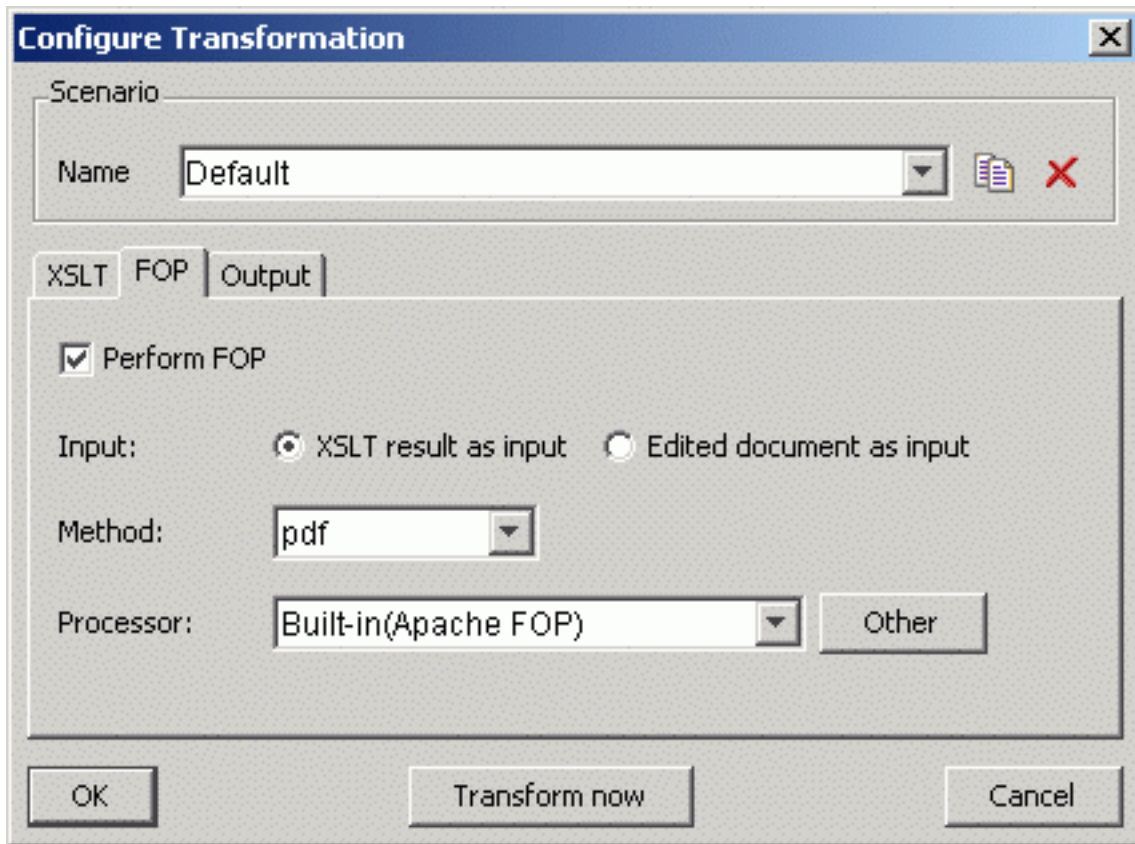 Configure Transformation
Scenario
Name Default
XSLT FOP Output
Perform FOP
Input: XSLT result as input Edited document as input
Method: pdf
Processor: Built-in(Apache FOP) Other
OK Transform now Cancel